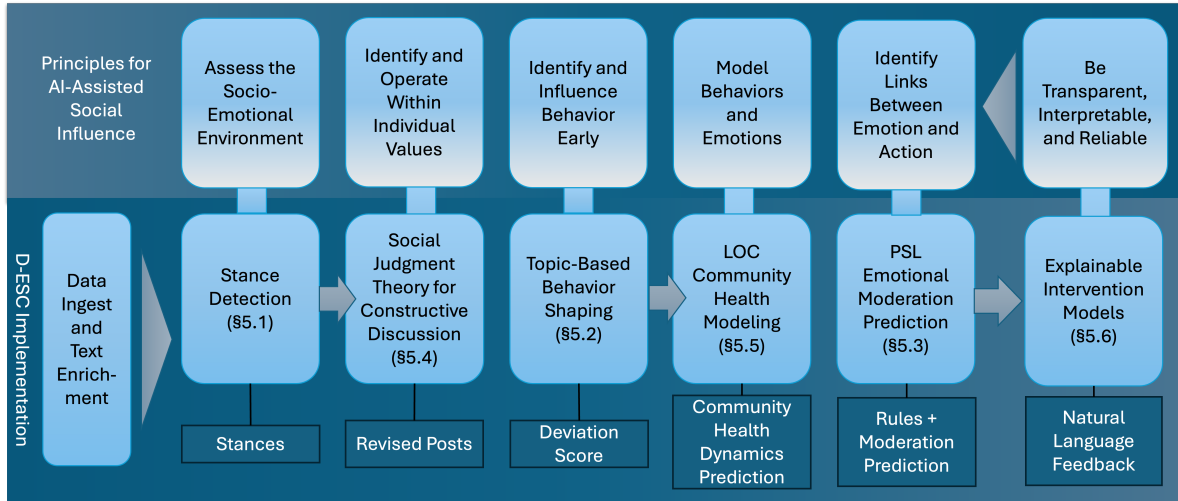 Principles for
AI-Assisted
Social
Influence
Assess the
Socio-
Emotional
Environment
Identify and
Operate
Within
Individual
Values
Identify and
Influence
Behavior
Early
Model
Behaviors
and
Emotions
Identify
Links
Between
Emotion and
Action
Be
Transparent,
Interpretable,
and Reliable
D-ESC Implementation
Data
Ingest
and
Text
Enrich-
ment
Stance
Detection
(§5.1)
Social
Judgment
Theory for
Constructive
Discussion
(§5.4)
Topic-Based
Behavior
Shaping
(§5.2)
LOC
Community
Health
Modeling
(§5.5)
PSL
Emotional
Moderation
Prediction
(§5.3)
Explainable
Intervention
Models
(§5.6)
Stances
Revised Posts
Deviation
Score
Community
Health
Dynamics
Prediction
Rules +
Moderation
Prediction
Natural
Language
Feedback